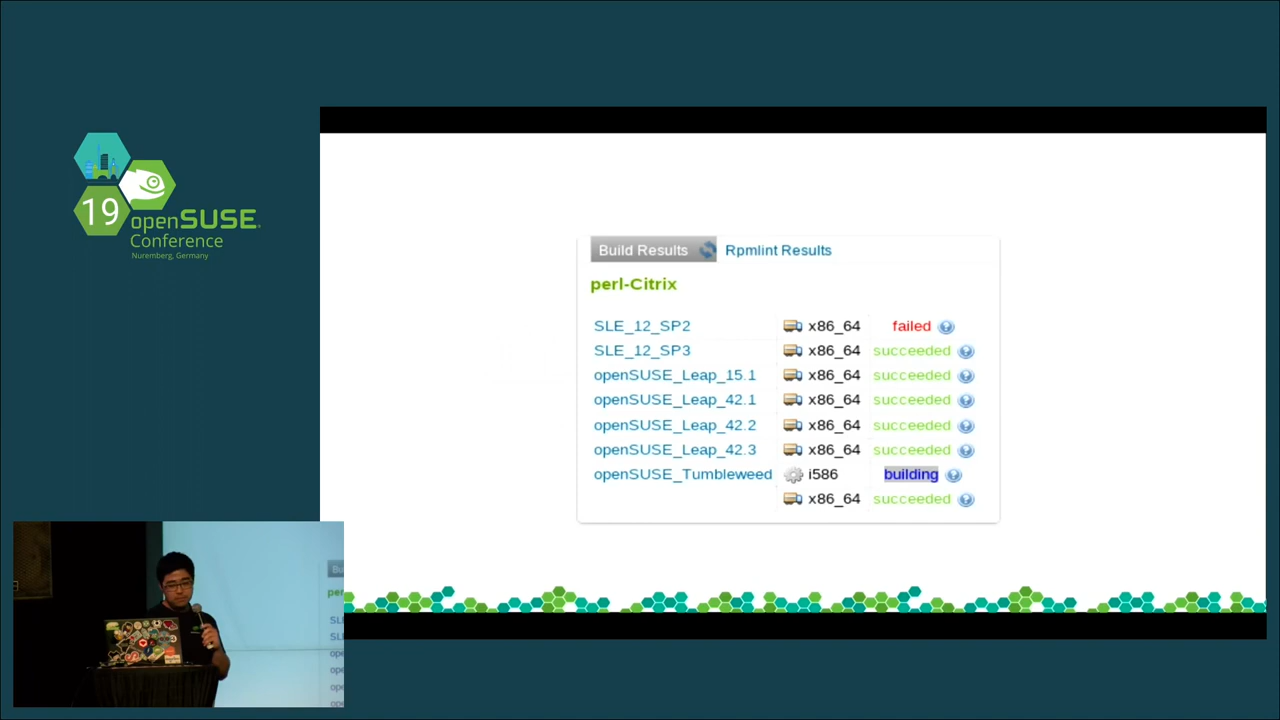 19
openSUSE
Conference
Nuremberg, Germany
Build Results Rpmlint Results
perl-Citrix
SLE_12_SP2 x86_64 failed
SLE_12_SP3 x86_64 succeeded
openSUSE_Leap_15.1 x86_64 succeeded
openSUSE_Leap_42.1 x86_64 succeeded
openSUSE_Leap_42.2 x86_64 succeeded
openSUSE_Leap_42.3 x86_64 succeeded
openSUSE_Tumbleweed i586 building
x86_64 succeeded